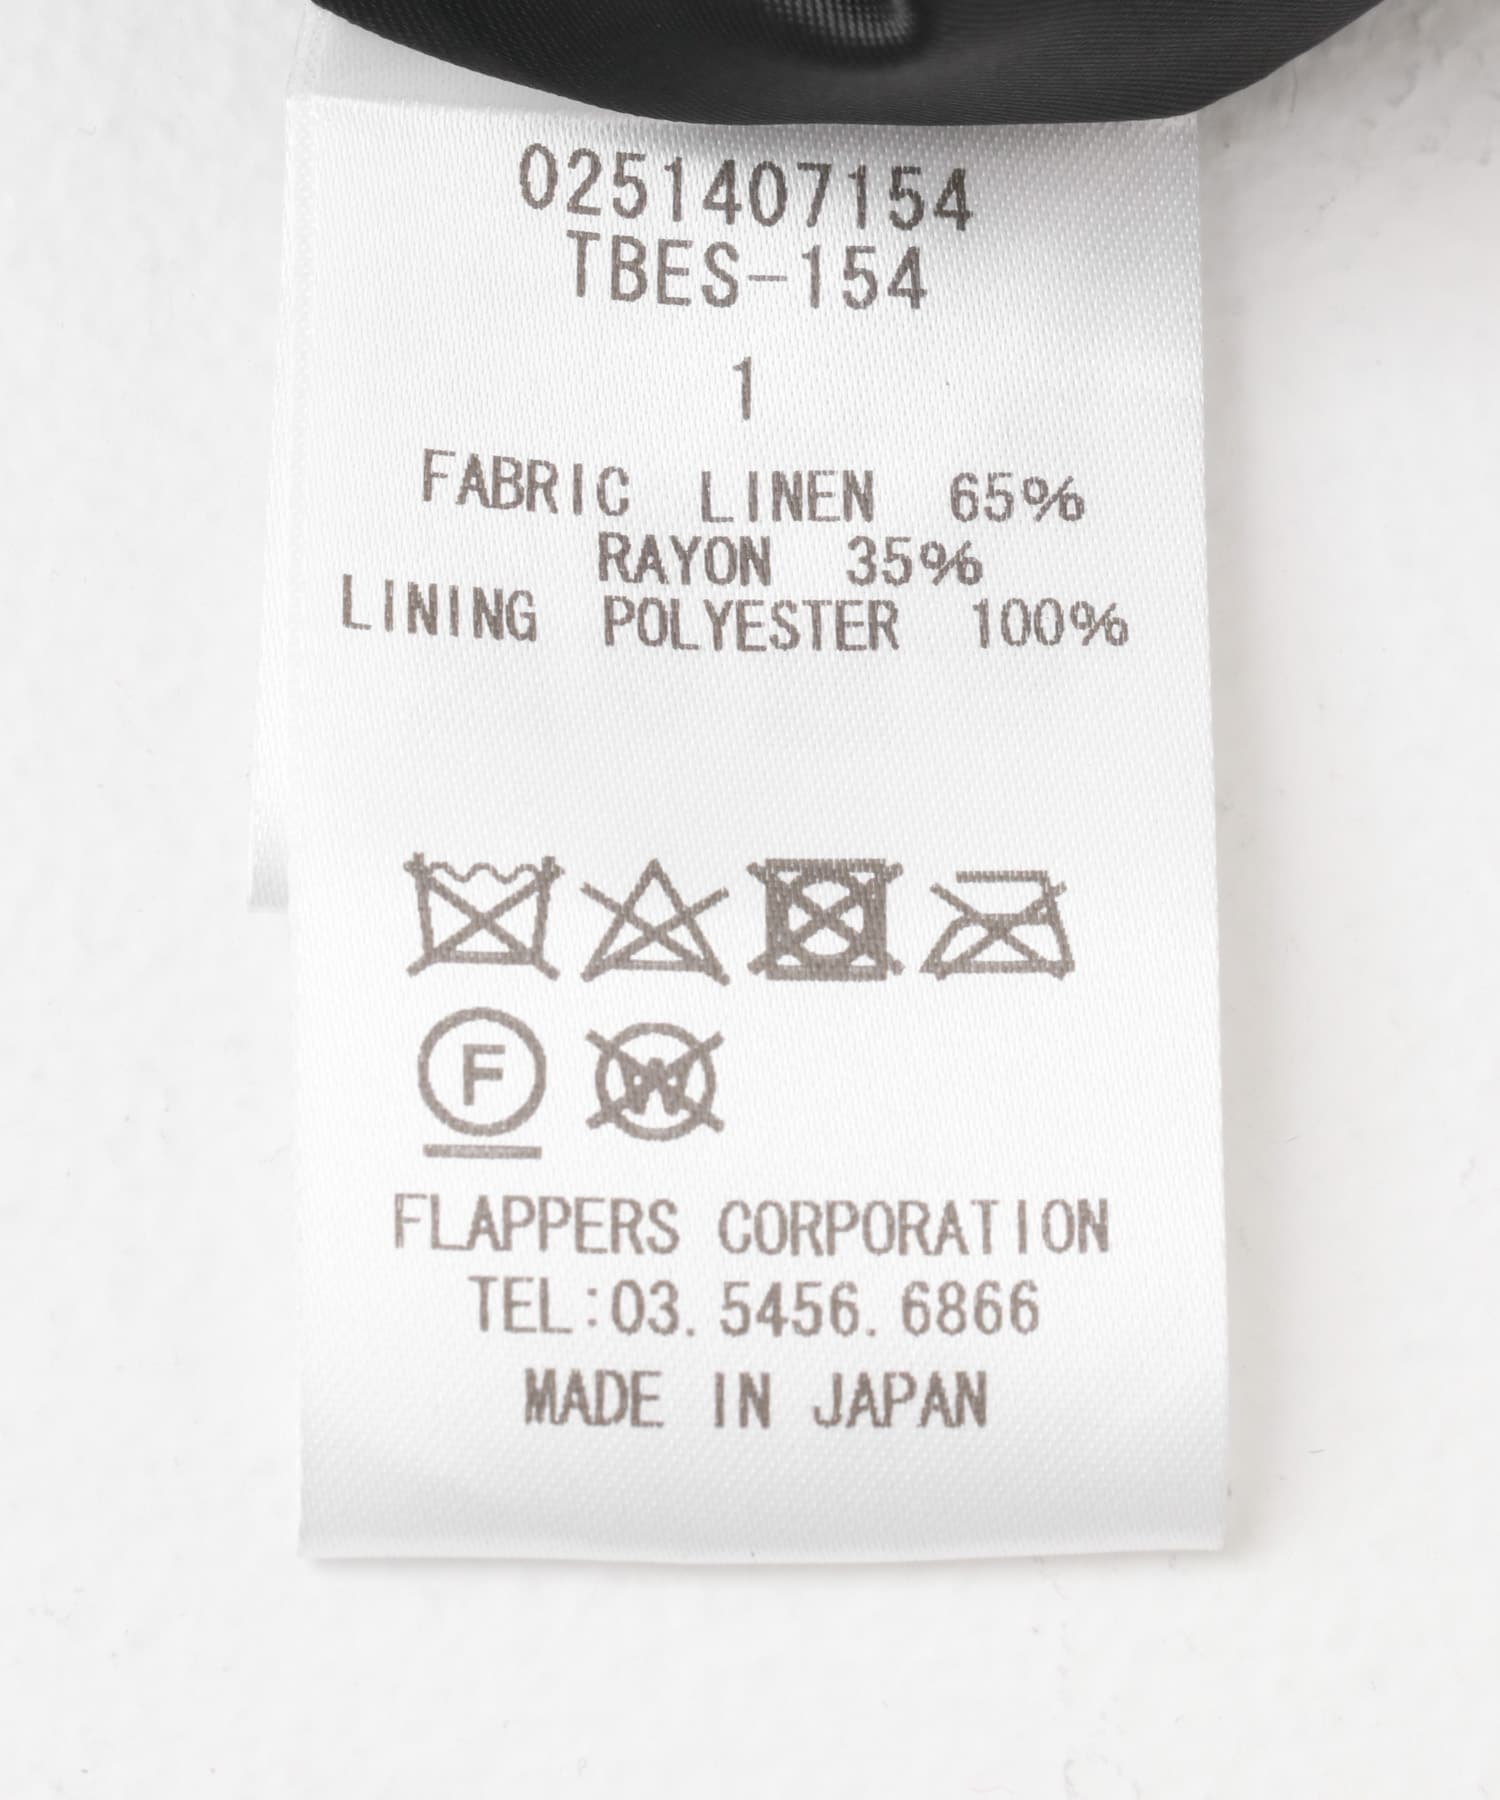 0251407154
TBES-154
1
FABRIC LINEN 65%
RAYON 35%
LINING POLYESTER 100%
F W
FLAPPERS CORPORATION
TEL:03.5456.6866
MADE IN JAPAN